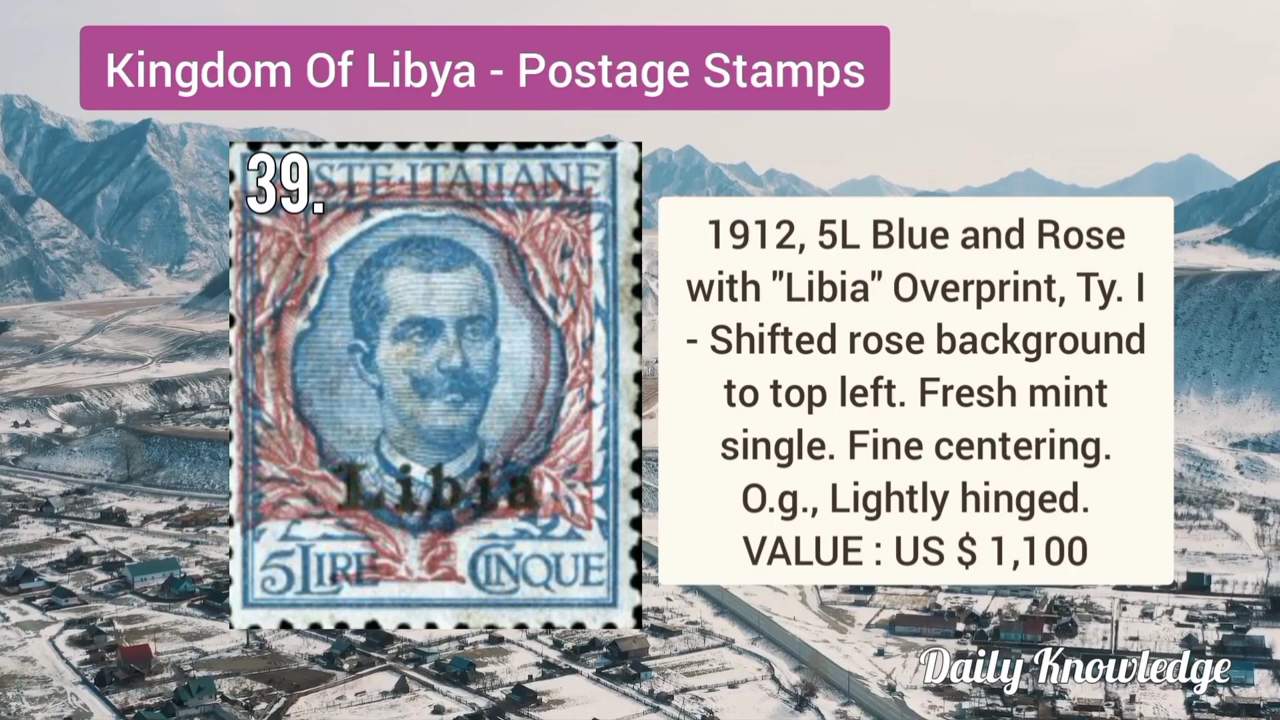 Kingdom Of Libya - Postage Stamps
39.
STE·ITALIANE
Libia
5 LIRE CINQUE
1912, 5L Blue and Rose
with "Libia" Overprint, Ty. I
- Shifted rose background
to top left. Fresh mint
single. Fine centering.
O.g., Lightly hinged.
VALUE : US $ 1,100
Daily Knowledge